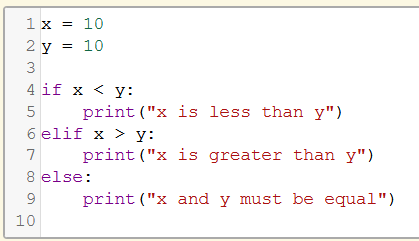 1 x = 10
2 y = 10
3
4 if x < y:
5     print("x is less than y")
6 elif x > y:
7     print("x is greater than y")
8 else:
9     print("x and y must be equal")
10